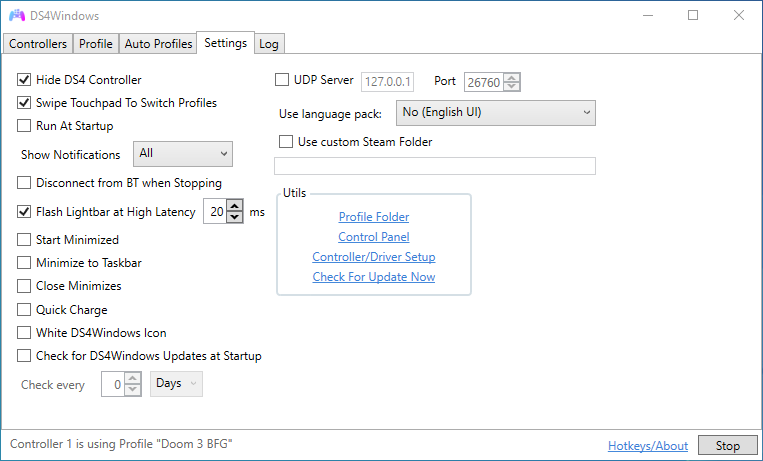 DS4Windows
Controllers Profile Auto Profiles Settings Log
Hide DS4 Controller
Swipe Touchpad To Switch Profiles
Run At Startup
Show Notifications All
Disconnect from BT when Stopping
Flash Lightbar at High Latency 20 ms
Start Minimized
Minimize to Taskbar
Close Minimizes
Quick Charge
White DS4Windows Icon
Check for DS4Windows Updates at Startup
Check every 0 Days
UDP Server 127.0.0.1 Port 26760
Use language pack: No (English UI)
Use custom Steam Folder
Utils
Profile Folder
Control Panel
Controller/Driver Setup
Check For Update Now
Controller 1 is using Profile "Doom 3 BFG" Hotkeys/About Stop